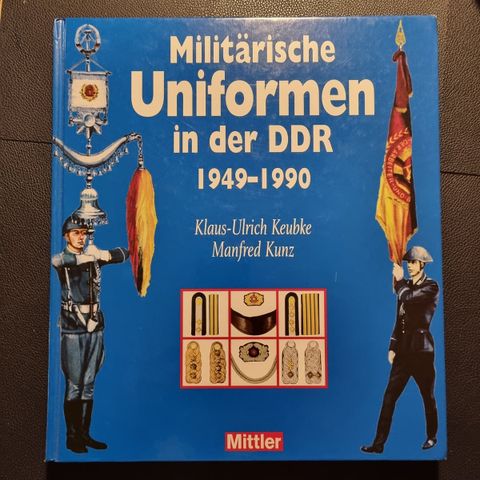 Militärische
Uniformen
in der DDR
1949–1990
Klaus-Ulrich Keubke
Manfred Kunz
Mittler